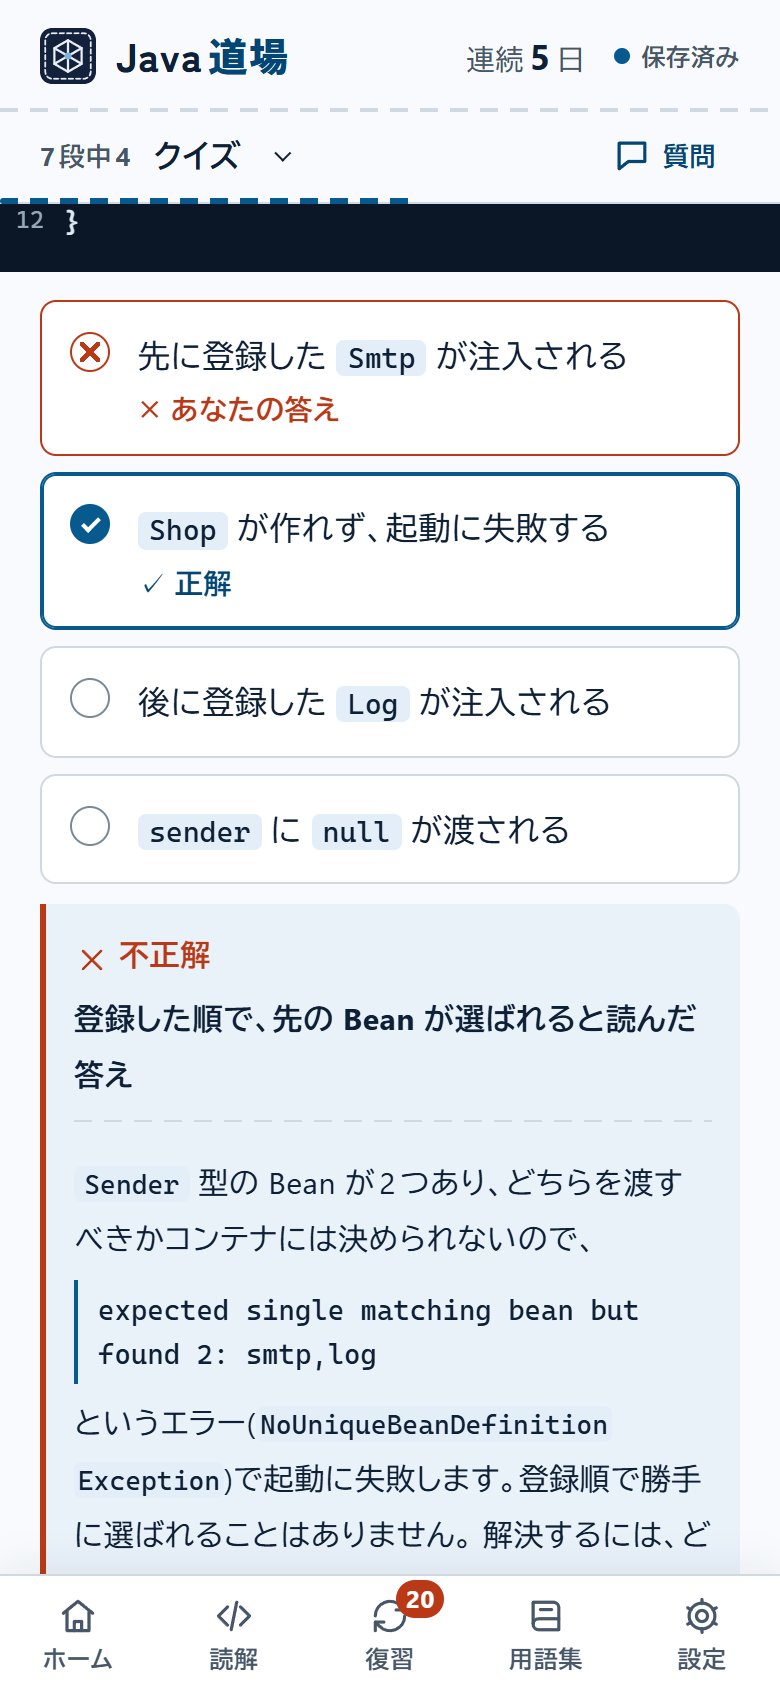 Java道場
連続 5 日
保存済み
7段中4 クイズ
質問
12 }
先に登録した Smtp が注入される
× あなたの答え
Shop が作れず、起動に失敗する
✓ 正解
後に登録した Log が注入される
sender に null が渡される
× 不正解
登録した順で、先の Bean が選ばれると読んだ
答え
Sender 型の Bean が2つあり、どちらを渡す
べきかコンテナには決められないので、
expected single matching bean but
found 2: smtp,log
というエラー(NoUniqueBeanDefinition
Exception)で起動に失敗します。登録順で勝手
に選ばれることはありません。解決するには、ど
ホーム
読解
20
復習
用語集
設定